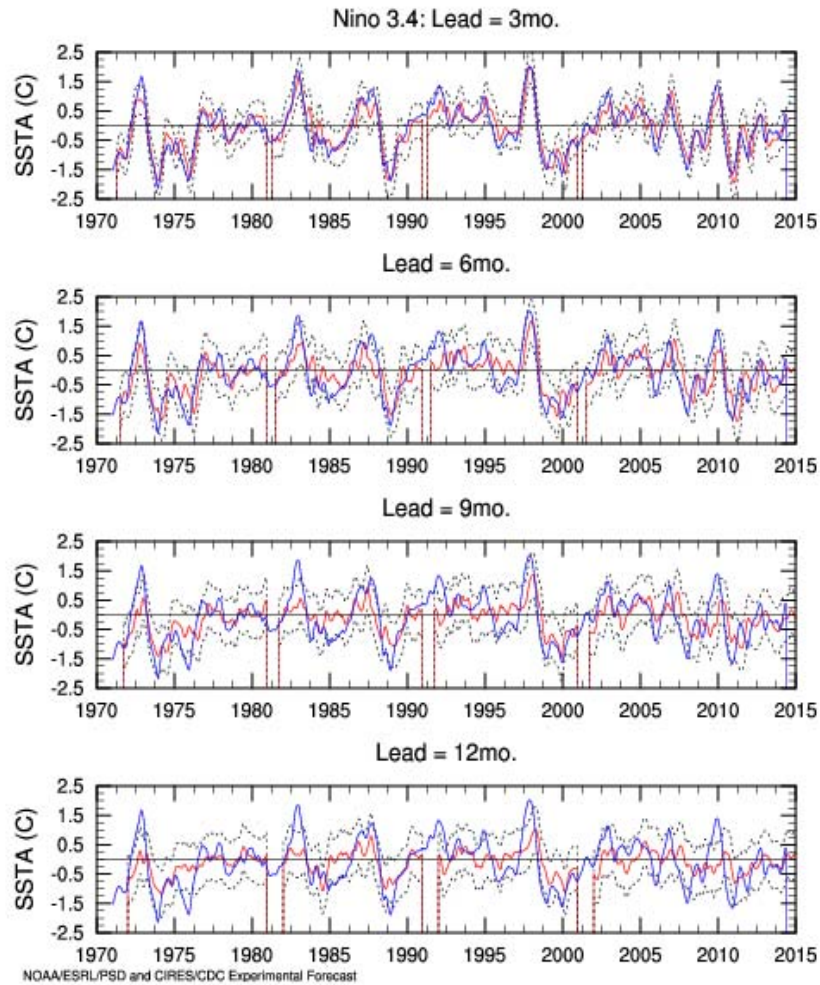 Nino 3.4: Lead = 3mo.
SSTA (C)
2.5
1.5
0.5
-0.5
-1.5
-2.5
1970 1975 1980 1985 1990 1995 2000 2005 2010 2015
Lead = 6mo.
SSTA (C)
2.5
1.5
0.5
-0.5
-1.5
-2.5
1970 1975 1980 1985 1990 1995 2000 2005 2010 2015
Lead = 9mo.
SSTA (C)
2.5
1.5
0.5
-0.5
-1.5
-2.5
1970 1975 1980 1985 1990 1995 2000 2005 2010 2015
Lead = 12mo.
SSTA (C)
2.5
1.5
0.5
-0.5
-1.5
-2.5
1970 1975 1980 1985 1990 1995 2000 2005 2010 2015
NOAA/ESRL/PSD and CIRES/CDC Experimental Forecast